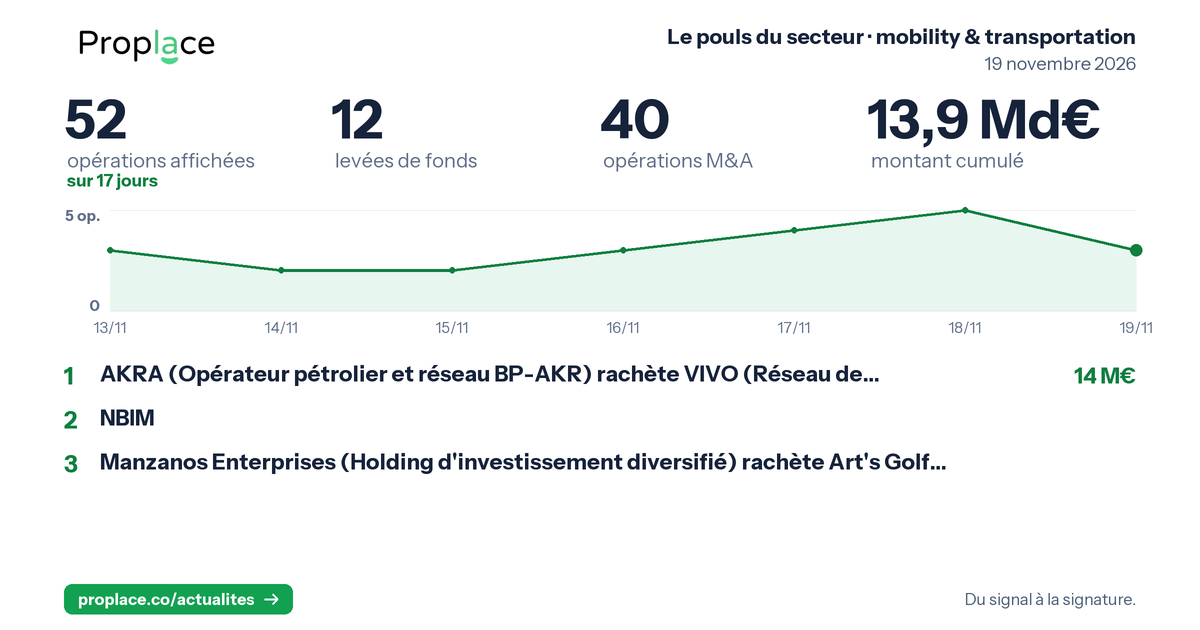 Proplace
Le pouls du secteur · mobility & transportation
19 novembre 2026
52
opérations affichées
sur 17 jours
12
levées de fonds
40
opérations M&A
13,9 Md€
montant cumulé
5 op.
0
13/11
14/11
15/11
16/11
17/11
18/11
19/11
1 AKRA (Opérateur pétrolier et réseau BP-AKR) rachète VIVO (Réseau de... 14 M€
2 NBIM
3 Manzanos Enterprises (Holding d'investissement diversifié) rachète Art's Golf...
proplace.co/actualites →
Du signal à la signature.